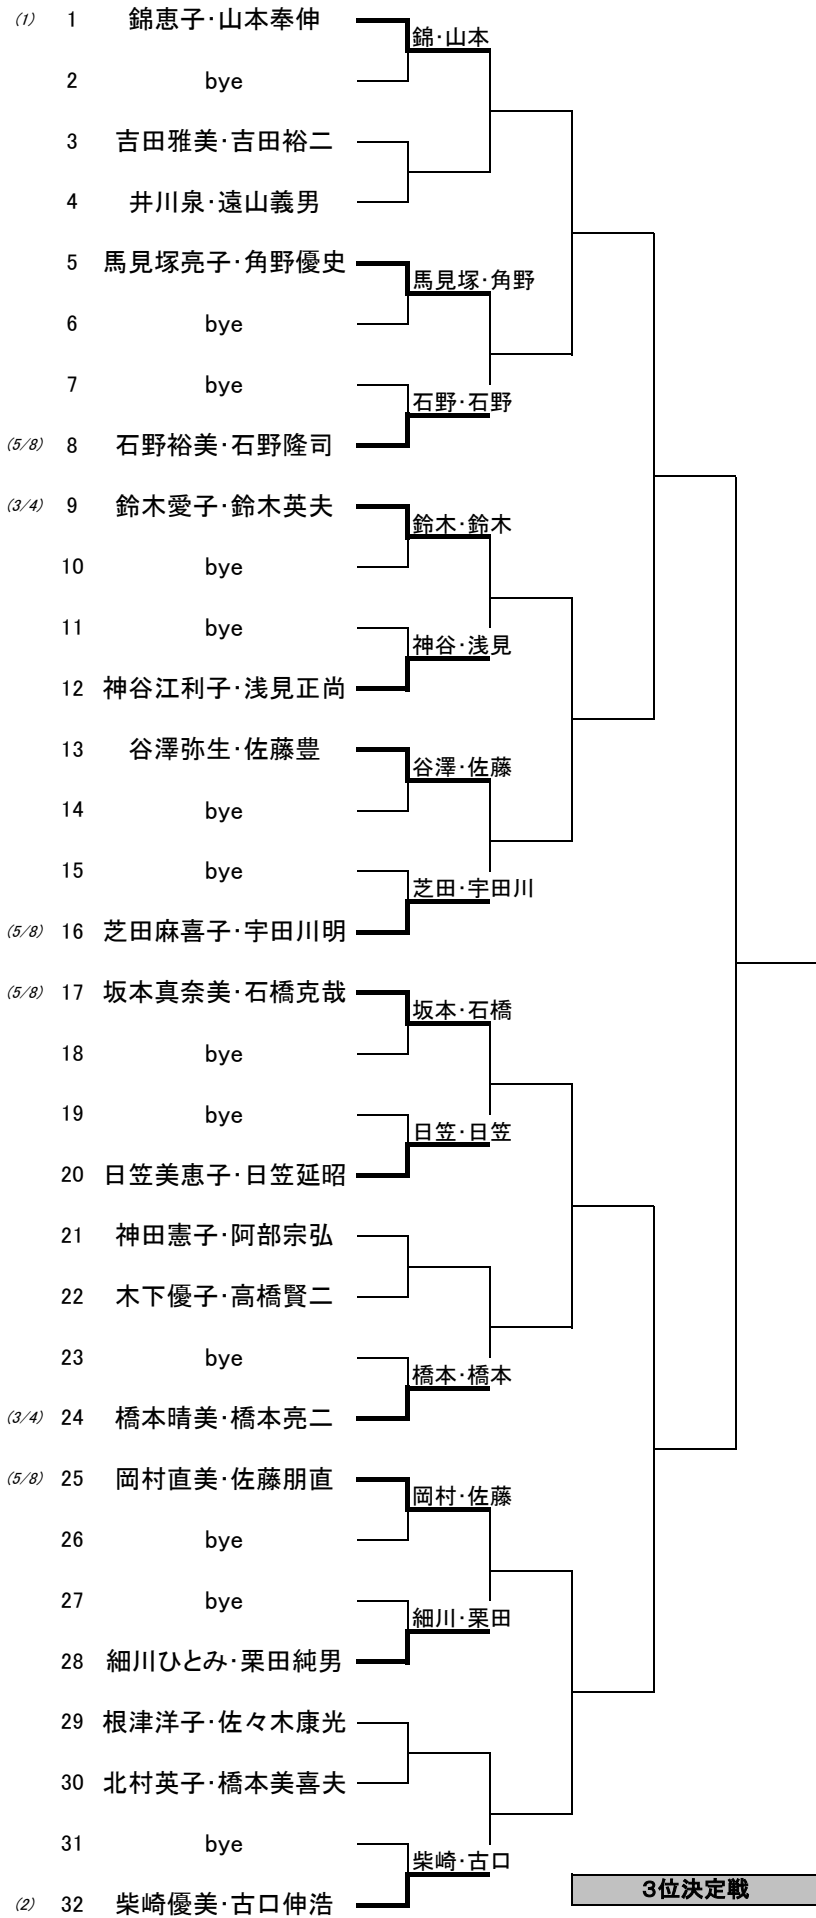 (1) 1 錦恵子・山本奉伸
錦・山本
2 bye
3 吉田雅美・吉田裕二
4 井川泉・遠山義男
5 馬見塚亮子・角野優史
馬見塚・角野
6 bye
7 bye
石野・石野
(5/8) 8 石野裕美・石野隆司
(3/4) 9 鈴木愛子・鈴木英夫
鈴木・鈴木
10 bye
11 bye
神谷・浅見
12 神谷江利子・浅見正尚
13 谷澤弥生・佐藤豊
谷澤・佐藤
14 bye
15 bye
芝田・宇田川
(5/8) 16 芝田麻喜子・宇田川明
(5/8) 17 坂本真奈美・石橋克哉
坂本・石橋
18 bye
19 bye
日笠・日笠
20 日笠美恵子・日笠延昭
21 神田憲子・阿部宗弘
22 木下優子・高橋賢二
23 bye
橋本・橋本
(3/4) 24 橋本晴美・橋本亮二
(5/8) 25 岡村直美・佐藤朋直
岡村・佐藤
26 bye
27 bye
細川・栗田
28 細川ひとみ・栗田純男
29 根津洋子・佐々木康光
30 北村英子・橋本美喜夫
31 bye
柴崎・古口
(2) 32 柴崎優美・古口伸浩
3位決定戦